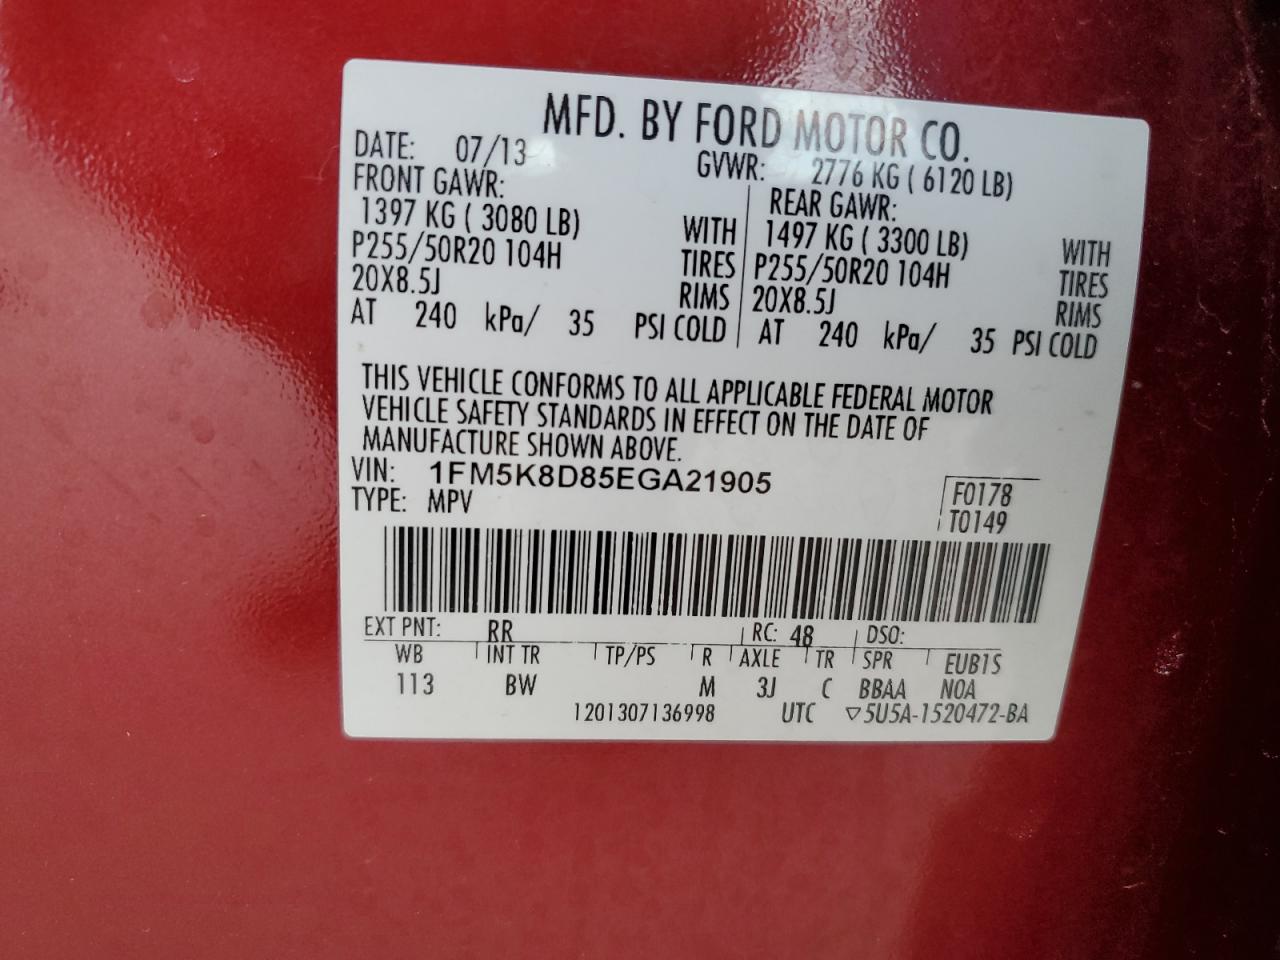 MFD. BY FORD MOTOR CO.
DATE: 07/13 GVWR: 2776 KG ( 6120 LB)
FRONT GAWR: REAR GAWR:
1397 KG ( 3080 LB) WITH 1497 KG ( 3300 LB) WITH
P255/50R20 104H TIRES P255/50R20 104H TIRES
20X8.5J RIMS 20X8.5J RIMS
AT 240 kPa/ 35 PSI COLD AT 240 kPa/ 35 PSI COLD
THIS VEHICLE CONFORMS TO ALL APPLICABLE FEDERAL MOTOR
VEHICLE SAFETY STANDARDS IN EFFECT ON THE DATE OF
MANUFACTURE SHOWN ABOVE.
VIN: 1FM5K8D85EGA21905 F0178
TYPE: MPV T0149
EXT PNT: RR RC: 48 DSO:
WB INT TR TP/PS R AXLE TR SPR EUB1S
113 BW M 3J C BBAA NOA
1201307136998 UTC ▽5U5A-1520472-BA